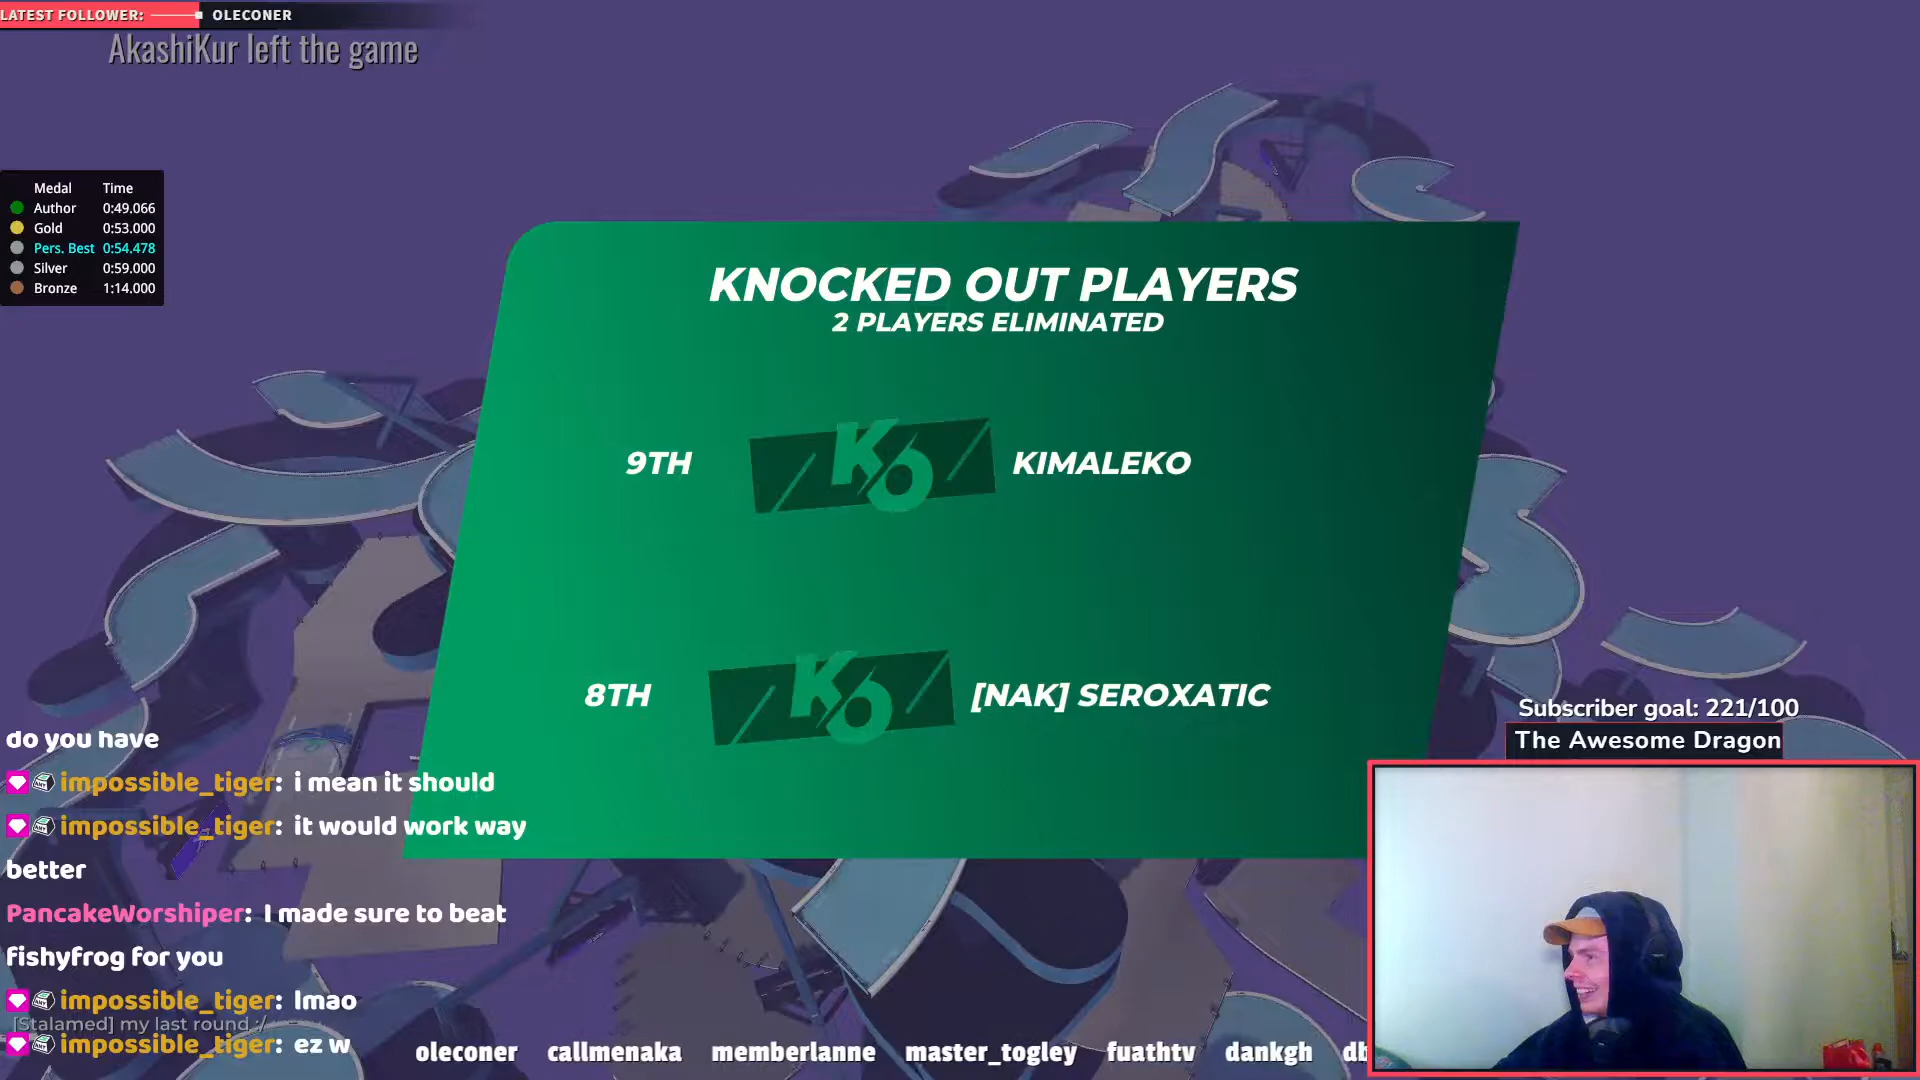 LATEST FOLLOWER:
OLECONER
AkashiKur left the game
Medal Time
Author 0:49.066
Gold 0:53.000
Pers. Best 0:54.478
Silver 0:59.000
Bronze 1:14.000
KNOCKED OUT PLAYERS
2 PLAYERS ELIMINATED
9TH K6 KIMALEKO
8TH K6 [NAK] SEROXATIC
Subscriber goal: 221/100
The Awesome Dragon
do you have
impossible_tiger: i mean it should
impossible_tiger: it would work way
better
PancakeWorshiper: I made sure to beat
fishyfrog for you
impossible_tiger: lmao
[Stalamed] my last round :/
impossible_tiger: ez w
oleconer callmenaka memberlanne master_togley fuathtv dankgh db